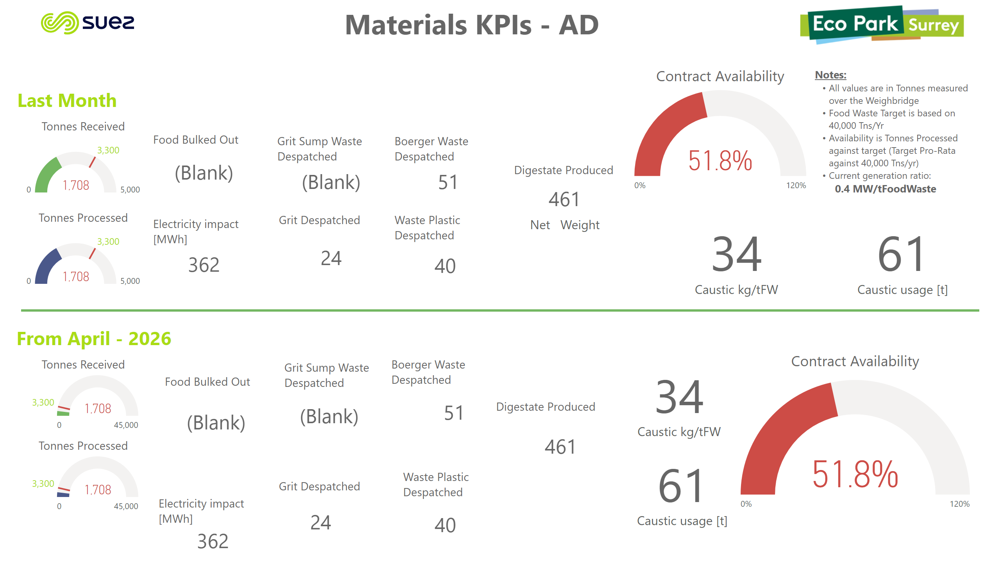 suez
Materials KPIs - AD
Eco Park Surrey
Last Month
Tonnes Received
3,300
1,708
0
5,000
Tonnes Processed
3,300
1,708
0
5,000
Food Bulked Out
(Blank)
Electricity impact
[MWh]
362
Grit Sump Waste
Despatched
(Blank)
Grit Despatched
24
Boerger Waste
Despatched
51
Waste Plastic
Despatched
40
Digestate Produced
461
Net Weight
Contract Availability
51.8%
0%
120%
Notes:
• All values are in Tonnes measured
over the Weighbridge
• Food Waste Target is based on
40,000 Tns/Yr
• Availability is Tonnes Processed
against target (Target Pro-Rata
against 40,000 Tns/yr)
• Current generation ratio:
0.4 MW/tFoodWaste
34
Caustic kg/tFW
61
Caustic usage [t]
From April - 2026
Tonnes Received
3,300
1,708
0
45,000
Tonnes Processed
3,300
1,708
0
45,000
Food Bulked Out
(Blank)
Electricity impact
[MWh]
362
Grit Sump Waste
Despatched
(Blank)
Grit Despatched
24
Boerger Waste
Despatched
51
Waste Plastic
Despatched
40
Digestate Produced
461
34
Caustic kg/tFW
61
Caustic usage [t]
Contract Availability
51.8%
0%
120%